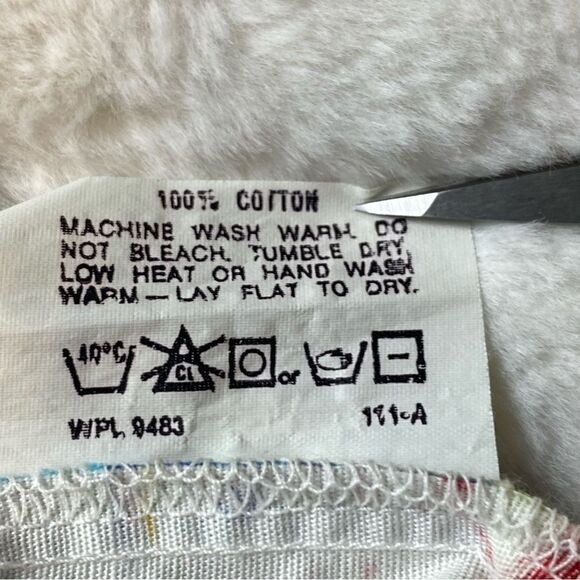 100% COTTON
MACHINE WASH WARM. DO
NOT BLEACH. TUMBLE DRY,
LOW HEAT OR HAND WASH
WARM — LAY FLAT TO DRY.
40°C CL or
WPL 9483 111-A